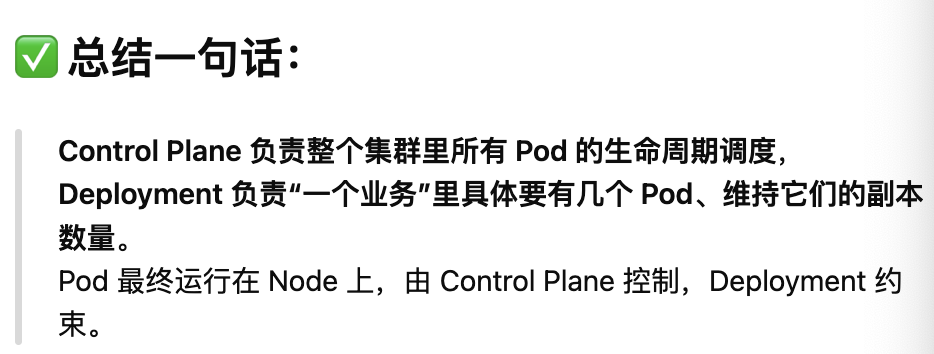 ✅ 总结一句话：
Control Plane 负责整个集群里所有 Pod 的生命周期调度，
Deployment 负责“一个业务”里具体要有几个 Pod、维持它们的副本
数量。
Pod 最终运行在 Node 上，由 Control Plane 控制，Deployment 约
束。